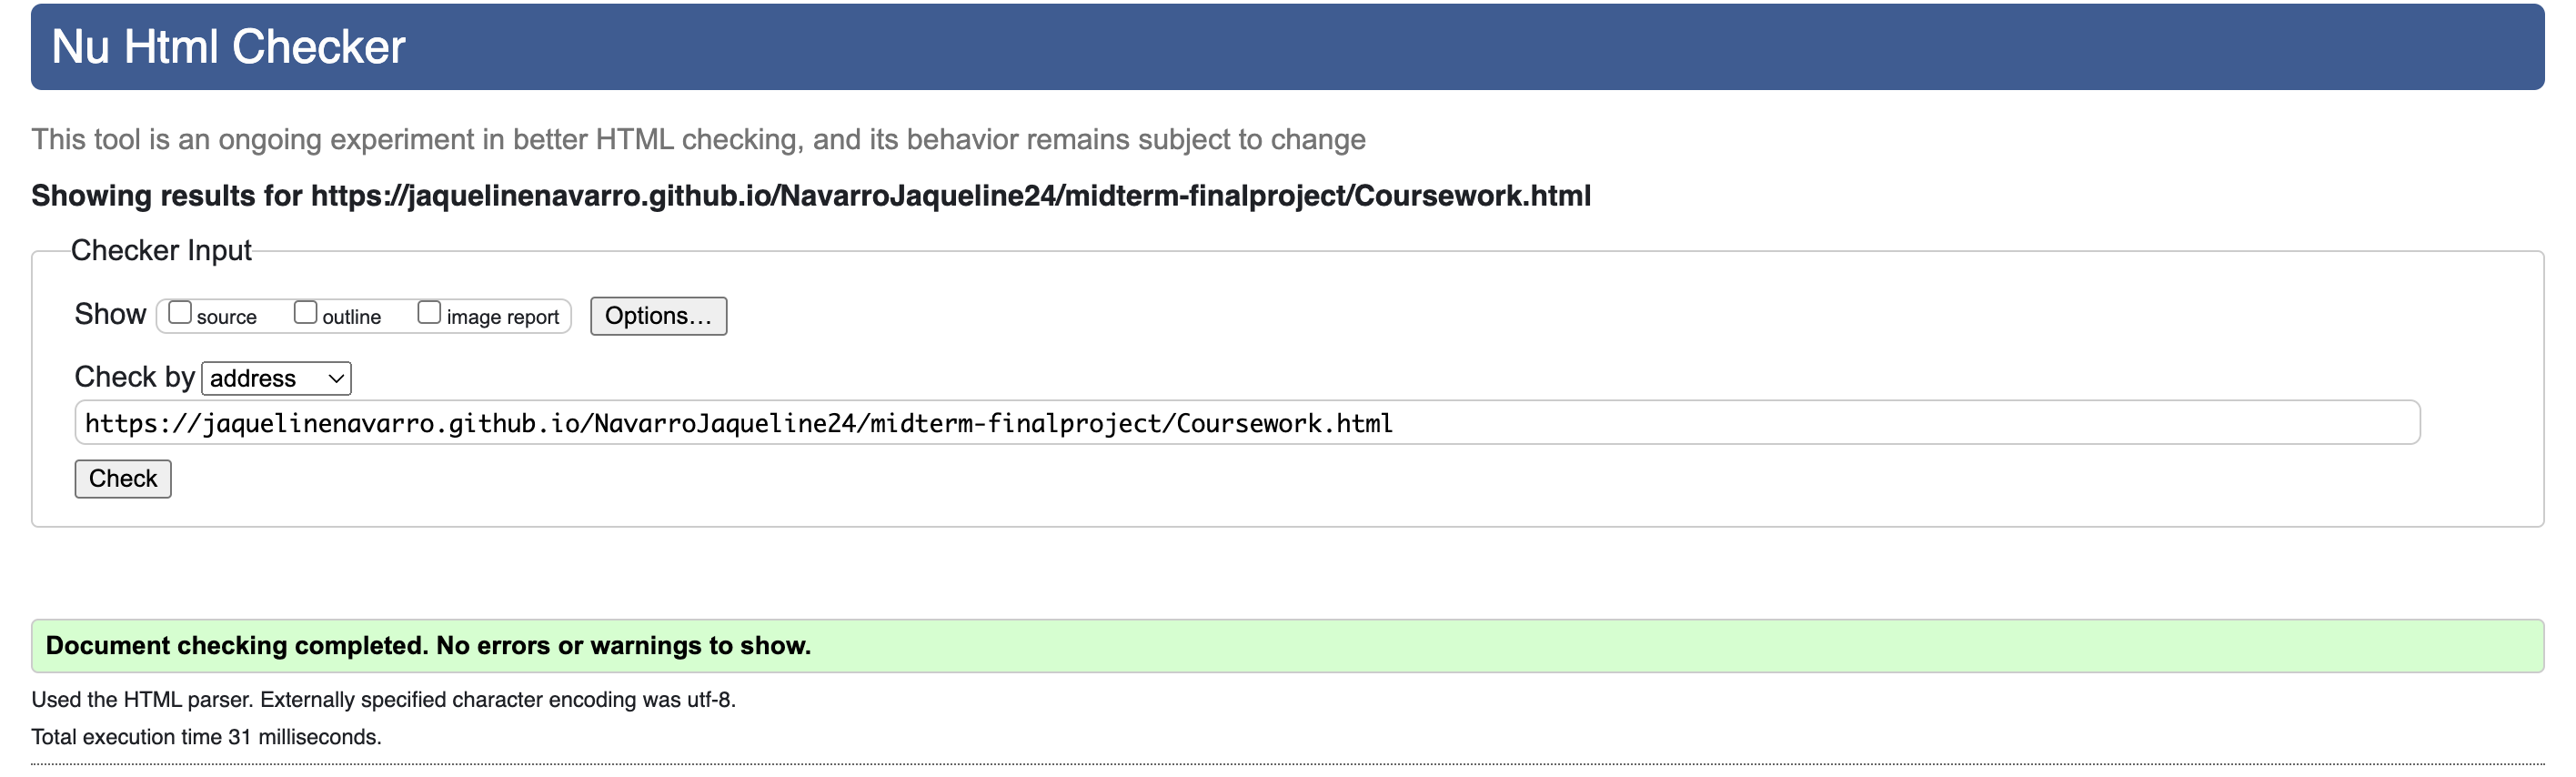 Nu Html Checker
This tool is an ongoing experiment in better HTML checking, and its behavior remains subject to change
Showing results for https://jaquelinenavarro.github.io/NavarroJaqueline24/midterm-finalproject/Coursework.html
Checker Input
Show source outline image report Options...
Check by address
https://jaquelinenavarro.github.io/NavarroJaqueline24/midterm-finalproject/Coursework.html
Check
Document checking completed. No errors or warnings to show.
Used the HTML parser. Externally specified character encoding was utf-8.
Total execution time 31 milliseconds.